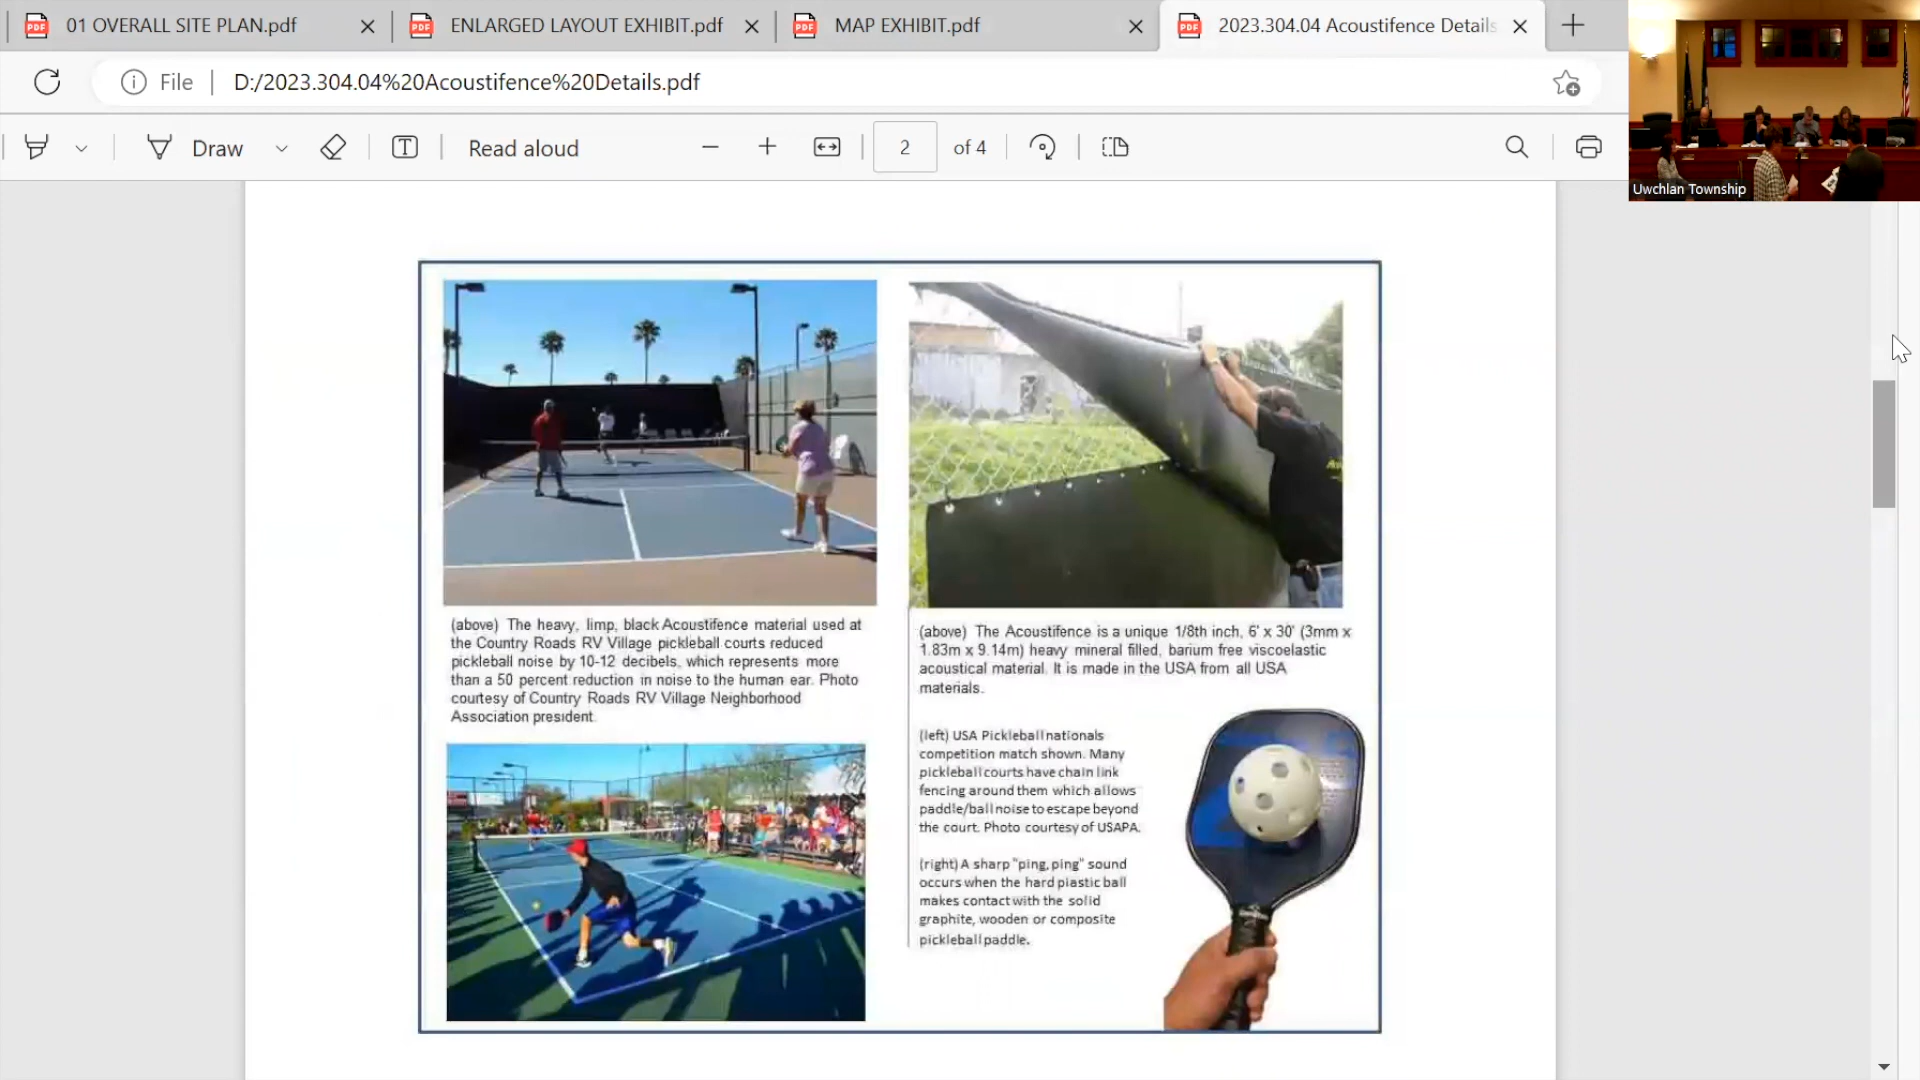 01 OVERALL SITE PLAN.pdf
ENLARGED LAYOUT EXHIBIT.pdf
MAP EXHIBIT.pdf
2023.304.04 Acoustifence Details
File
D:/2023.304.04%20Acoustifence%20Details.pdf
Draw
Read aloud
2
of 4
Uwchlan Township
(above) The heavy, limp, black Acoustifence material used at
the Country Roads RV Village pickleball courts reduced
pickleball noise by 10-12 decibels, which represents more
than a 50 percent reduction in noise to the human ear. Photo
courtesy of Country Roads RV Village Neighborhood
Association president.
(above) The Acoustifence is a unique 1/8th inch, 6' x 30' (3mm x
1.83m x 9.14m) heavy mineral filled, barium free viscoelastic
acoustical material. It is made in the USA from all USA
materials.
(left) USA Pickleball nationals
competition match shown. Many
pickleball courts have chain link
fencing around them which allows
paddle/ball noise to escape beyond
the court. Photo courtesy of USAPA.
(right) A sharp "ping, ping" sound
occurs when the hard plastic ball
makes contact with the solid
graphite, wooden or composite
pickleball paddle.